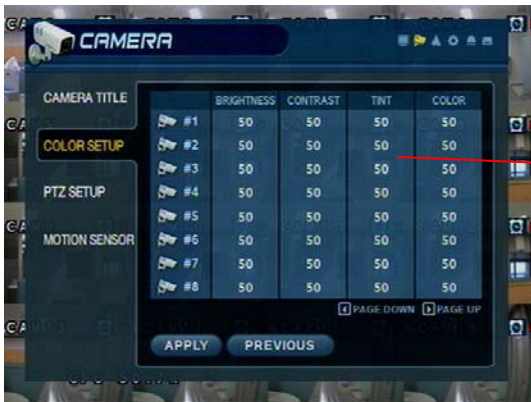 CAMERA
CAMERA TITLE
COLOR SETUP
PTZ SETUP
MOTION SENSOR
BRIGHTNESS CONTRAST TINT COLOR
#1 50 50 50 50
#2 50 50 50 50
#3 50 50 50 50
#4 50 50 50 50
#5 50 50 50 50
#6 50 50 50 50
#7 50 50 50 50
#8 50 50 50 50
PAGE DOWN PAGE UP
APPLY PREVIOUS